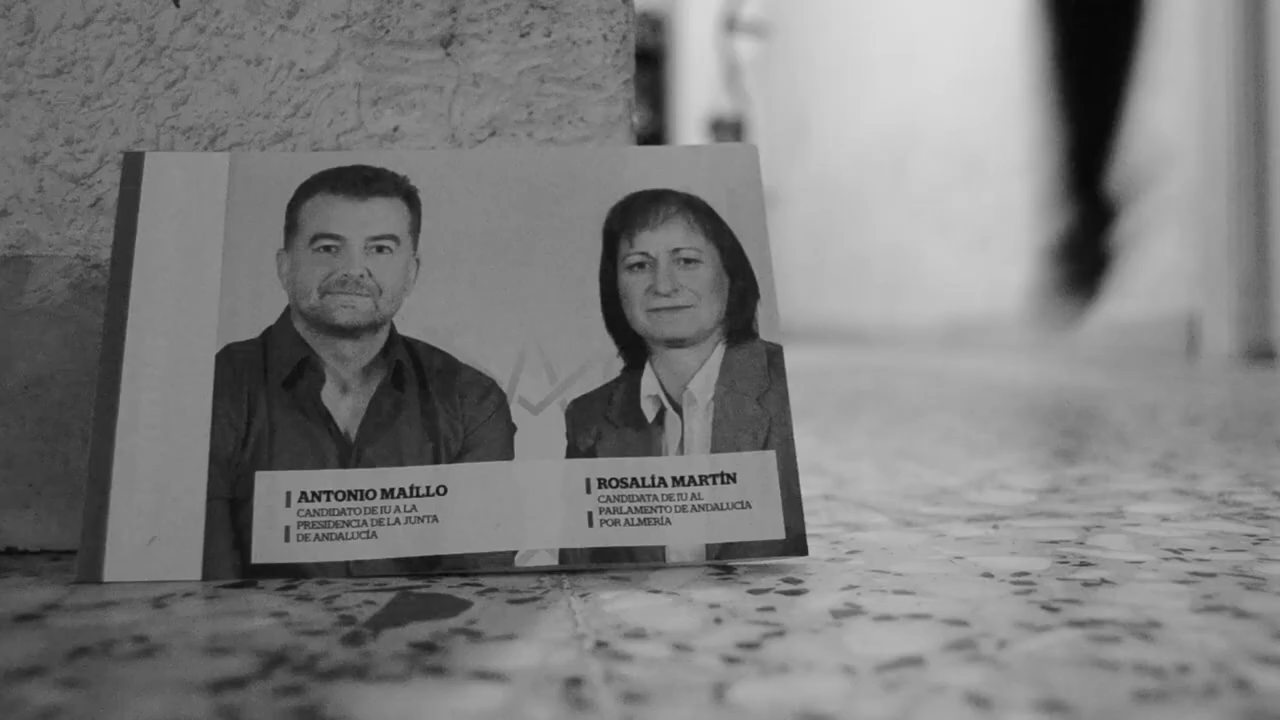 ANTONIO MAÍLLO
CANDIDATO DE IU A LA
PRESIDENCIA DE LA JUNTA
DE ANDALUCÍA
ROSALÍA MARTÍN
CANDIDATA DE IU AL
PARLAMENTO DE ANDALUCÍA
POR ALMERÍA